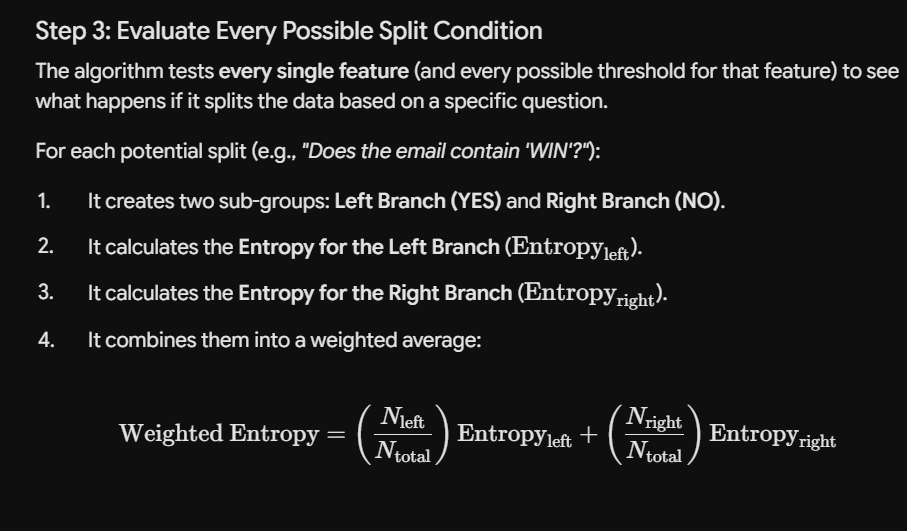 Step 3: Evaluate Every Possible Split Condition
The algorithm tests every single feature (and every possible threshold for that feature) to see
what happens if it splits the data based on a specific question.
For each potential split (e.g., "Does the email contain 'WIN'?"):
1. It creates two sub-groups: Left Branch (YES) and Right Branch (NO).
2. It calculates the Entropy for the Left Branch (Entropy_left).
3. It calculates the Entropy for the Right Branch (Entropy_right).
4. It combines them into a weighted average:
Weighted Entropy = (N_left / N_total) Entropy_left + (N_right / N_total) Entropy_right